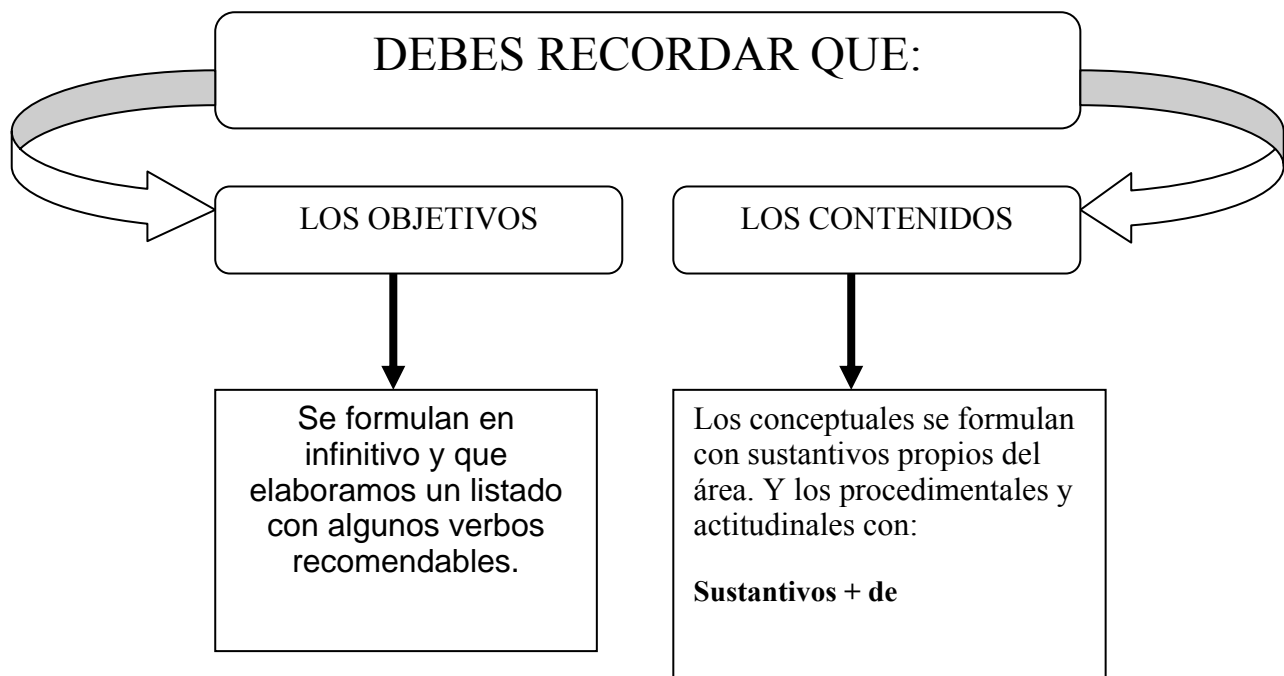 DEBES RECORDAR QUE:
LOS OBJETIVOS
LOS CONTENIDOS
Se formulan en
infinitivo y que
elaboramos un listado
con algunos verbos
recomendables.
Los conceptuales se formulan
con sustantivos propios del
área. Y los procedimentales y
actitudinales con:
Sustantivos + de